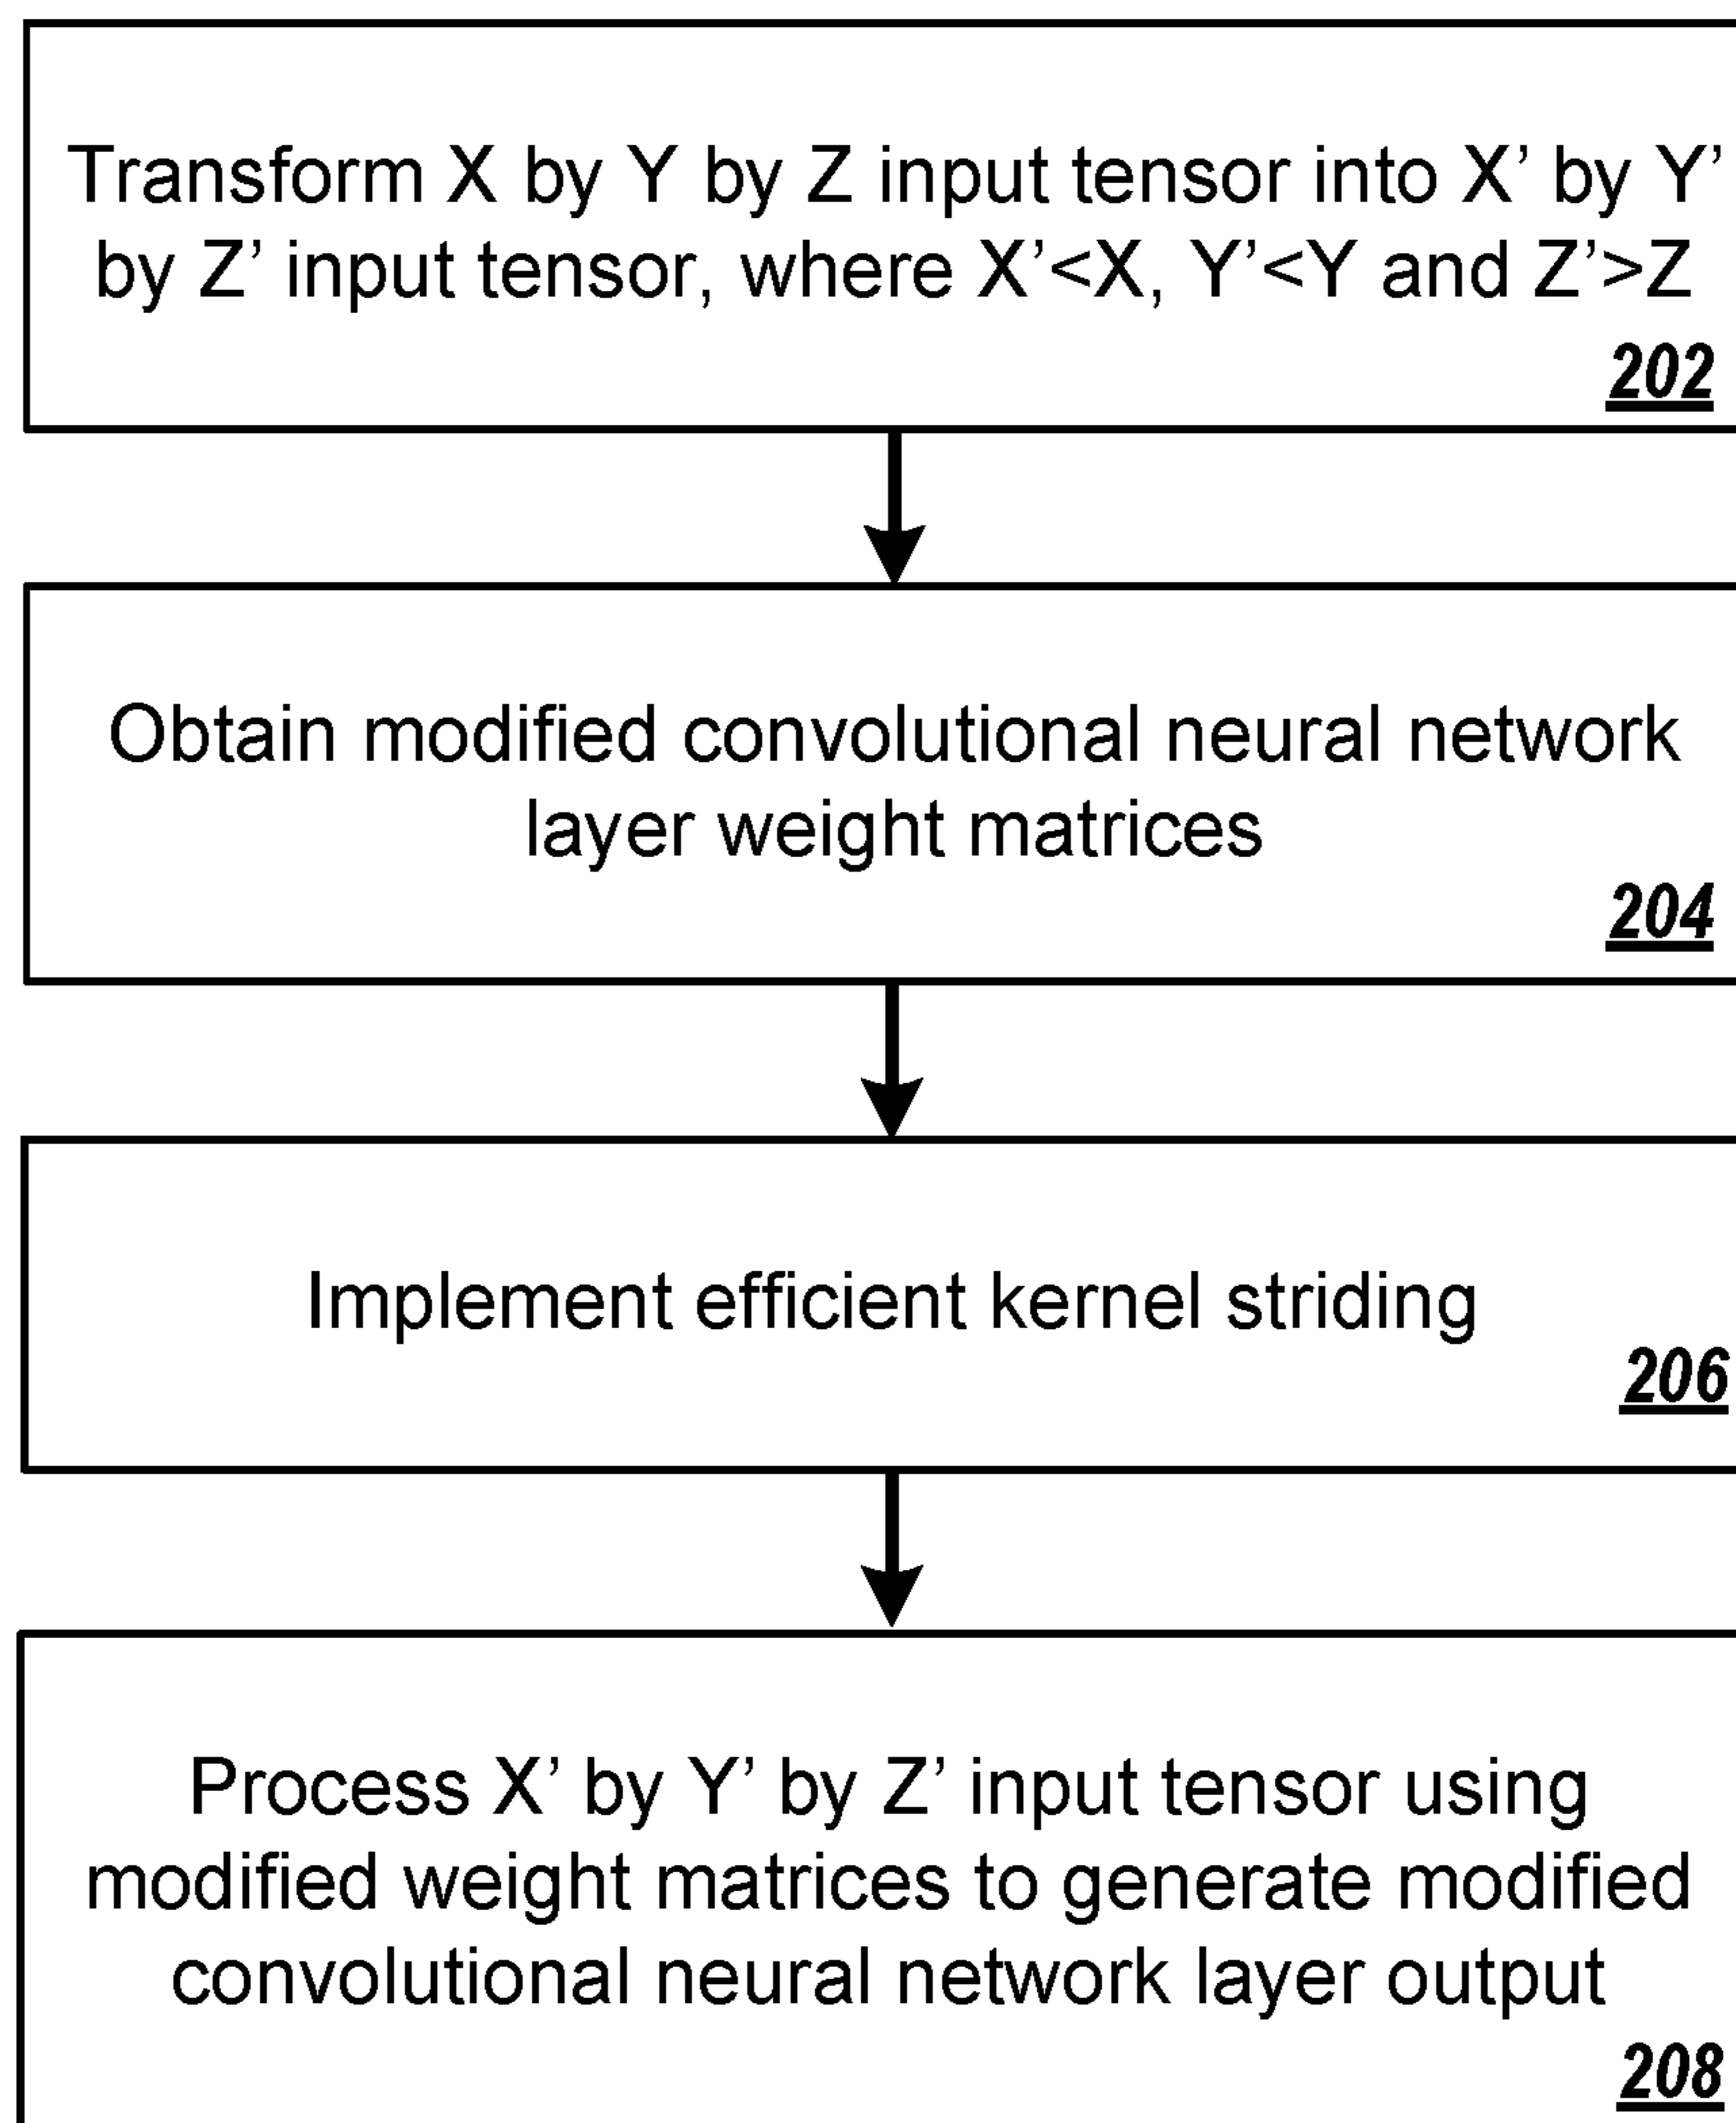 Transform X by Y by Z input tensor into X’ by Y’
by Z’ input tensor, where X’<X, Y’<Y and Z’>Z
202
Obtain modified convolutional neural network
layer weight matrices
204
Implement efficient kernel striding
206
Process X’ by Y’ by Z’ input tensor using
modified weight matrices to generate modified
convolutional neural network layer output
208